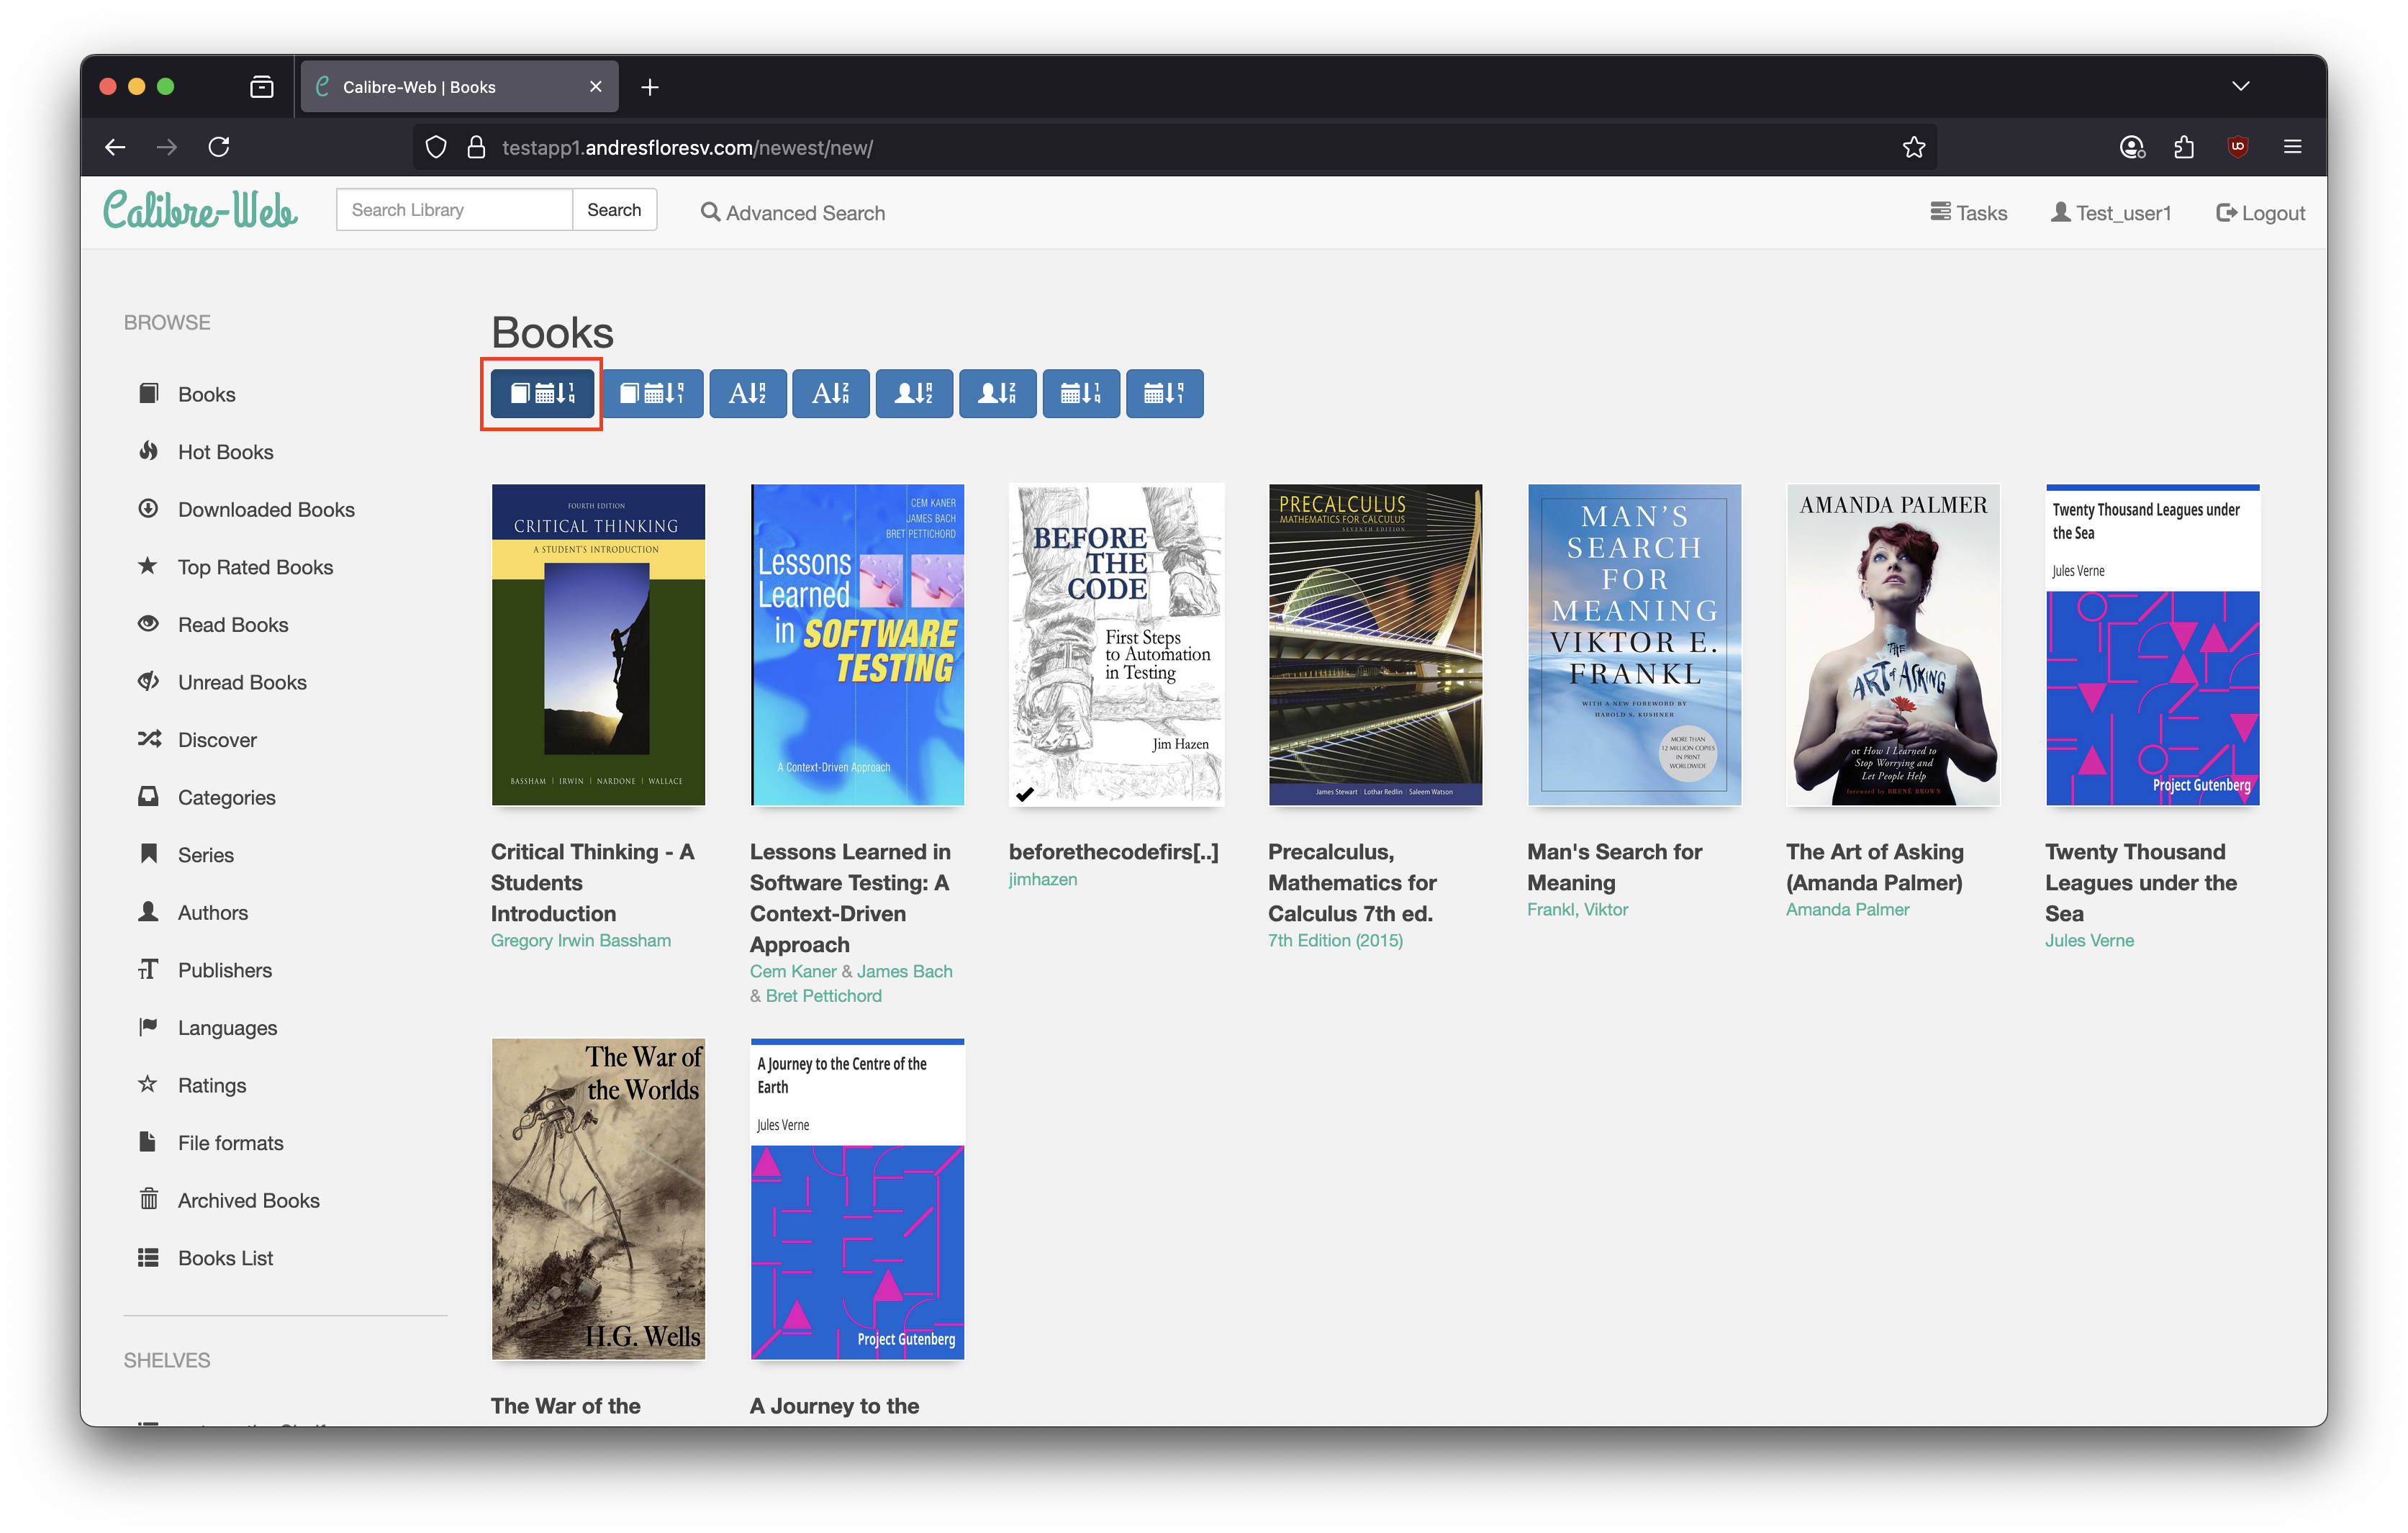 Calibre-Web | Books
testapp1.andresfloresv.com/newest/new/
Calibre-Web
Search Library
Search
Advanced Search
Tasks
Test_user1
Logout
BROWSE
Books
Hot Books
Downloaded Books
Top Rated Books
Read Books
Unread Books
Discover
Categories
Series
Authors
Publishers
Languages
Ratings
File formats
Archived Books
Books List
SHELVES
Books
FOURTH EDITION
CRITICAL THINKING
A STUDENT'S INTRODUCTION
BASSHAM | IRWIN | NARDONE | WALLACE
Critical Thinking - A
Students
Introduction
Gregory Irwin Bassham
CEM KANER
JAMES BACH
BRET PETTICHORD
Lessons
Learned
in SOFTWARE
TESTING
A Context-Driven Approach
Lessons Learned in
Software Testing: A
Context-Driven
Approach
Cem Kaner & James Bach
& Bret Pettichord
BEFORE
THE
CODE
First Steps
to Automation
in Testing
Jim Hazen
beforethecodefirs[..]
jimhazen
PRECALCULUS
MATHEMATICS FOR CALCULUS
SEVENTH EDITION
James Stewart | Lothar Redlin | Saleem Watson
Precalculus,
Mathematics for
Calculus 7th ed.
7th Edition (2015)
MAN'S
SEARCH
FOR
MEANING
VIKTOR E.
FRANKL
WITH A NEW FOREWORD BY
HAROLD S. KUSHNER
MORE THAN
12 MILLION COPIES
IN PRINT
WORLDWIDE
Man's Search for
Meaning
Frankl, Viktor
AMANDA PALMER
THE
ART of ASKING
or How I Learned to
Stop Worrying and
Let People Help
foreword by BRENÉ BROWN
The Art of Asking
(Amanda Palmer)
Amanda Palmer
Twenty Thousand Leagues under
the Sea
Jules Verne
Project Gutenberg
Twenty Thousand
Leagues under the
Sea
Jules Verne
The War of
the Worlds
H.G. Wells
The War of the
A Journey to the Centre of the
Earth
Jules Verne
Project Gutenberg
A Journey to the